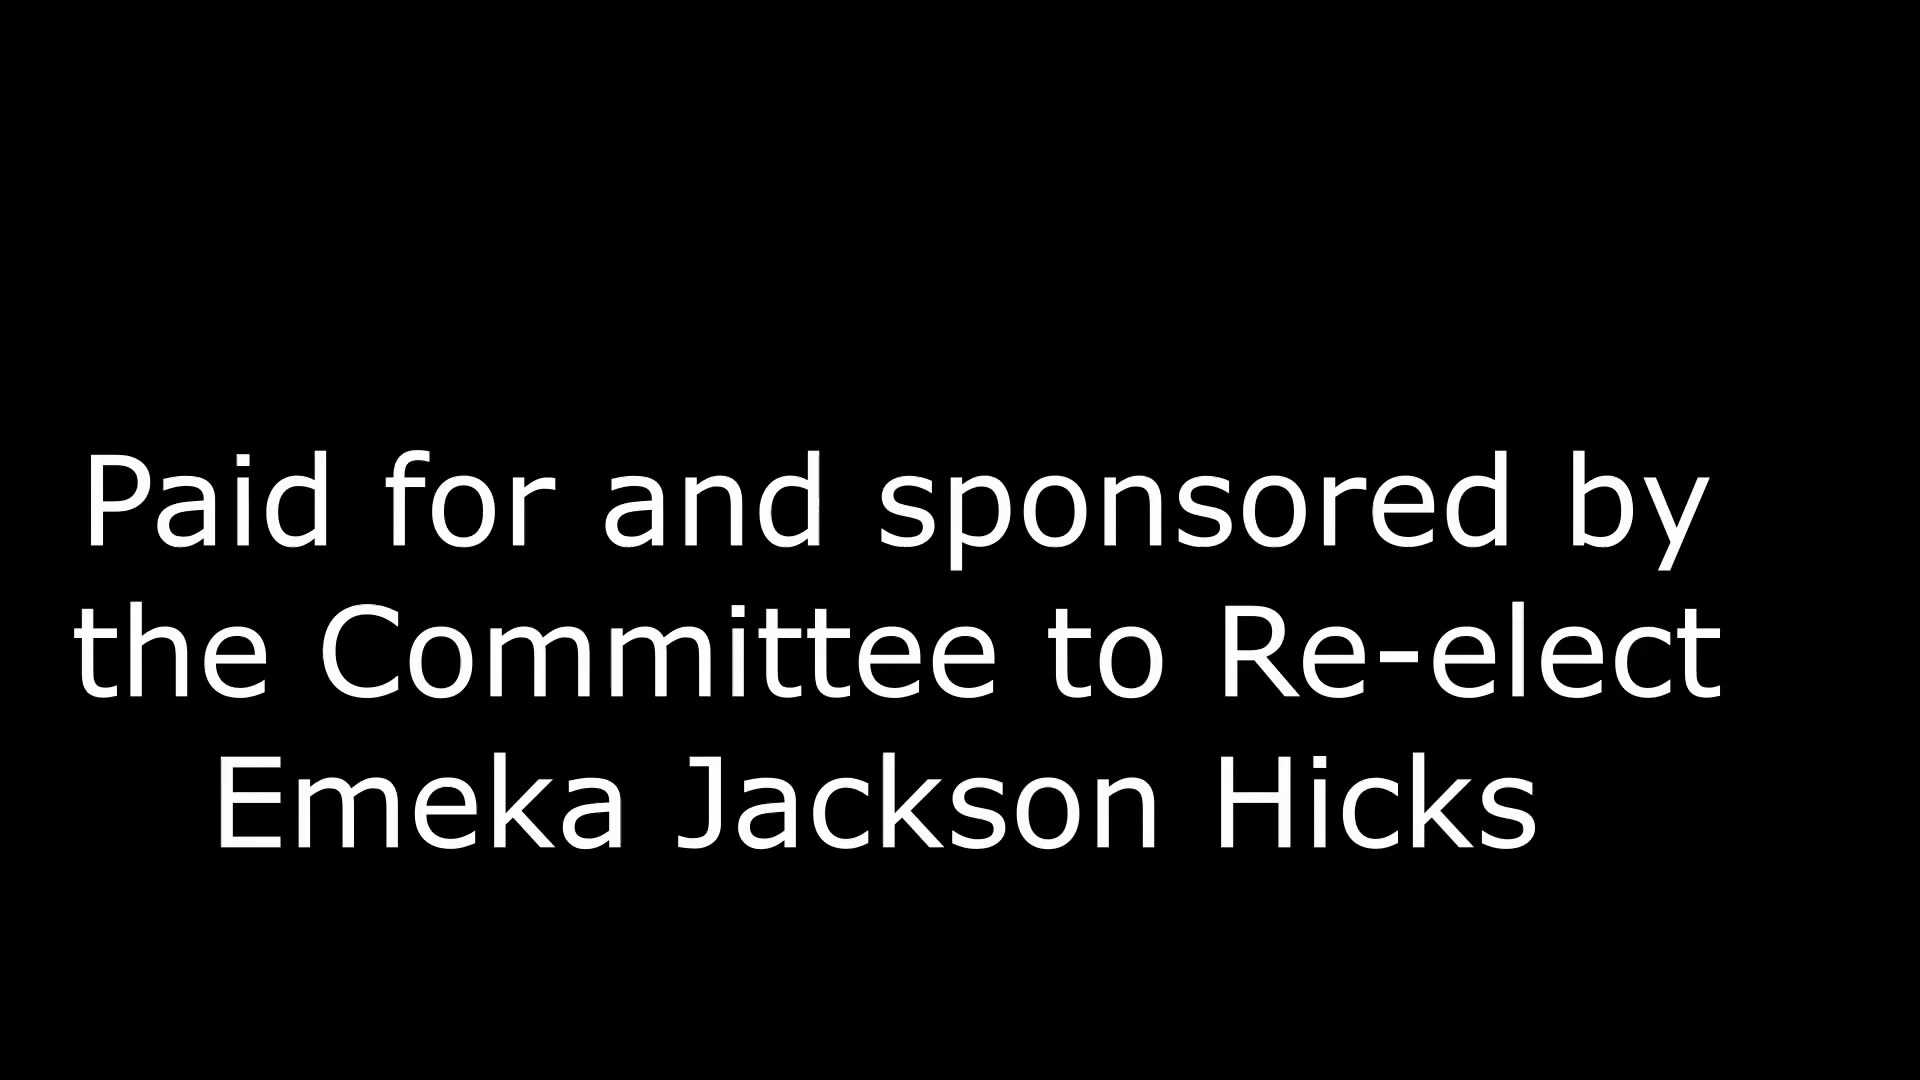 Paid for and sponsored by
the Committee to Re-elect
Emeka Jackson Hicks